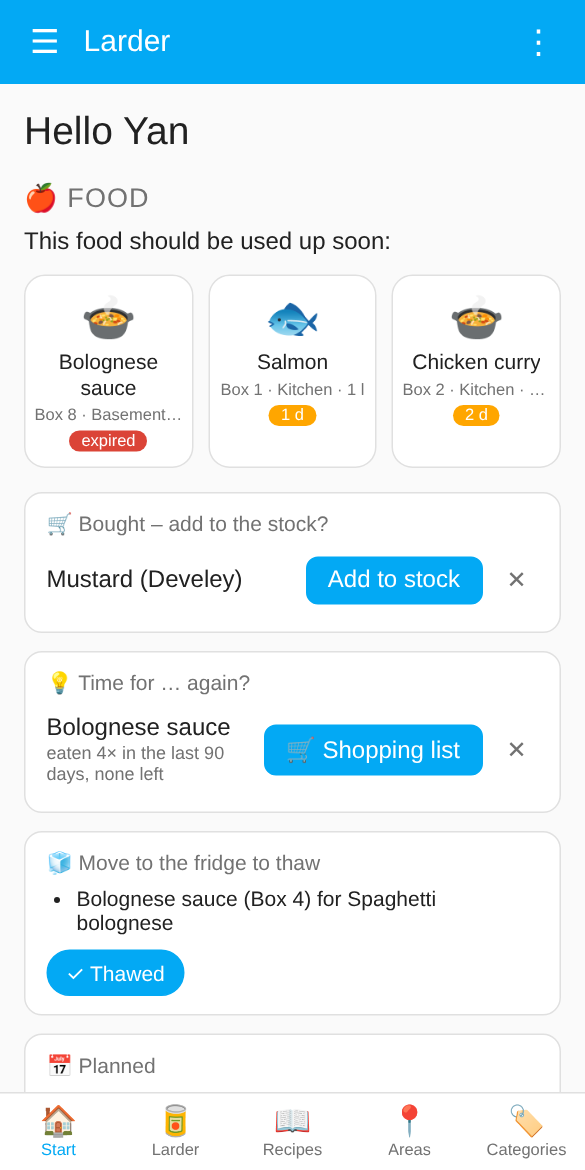 Larder
Hello Yan
FOOD
This food should be used up soon:
Bolognese
sauce
Box 8 · Basement…
expired
Salmon
Box 1 · Kitchen · 1 l
1 d
Chicken curry
Box 2 · Kitchen · …
2 d
Bought – add to the stock?
Mustard (Develey)
Add to stock
Time for … again?
Bolognese sauce
eaten 4× in the last 90
days, none left
Shopping list
Move to the fridge to thaw
• Bolognese sauce (Box 4) for Spaghetti
bolognese
✓ Thawed
Planned
Start
Larder
Recipes
Areas
Categories